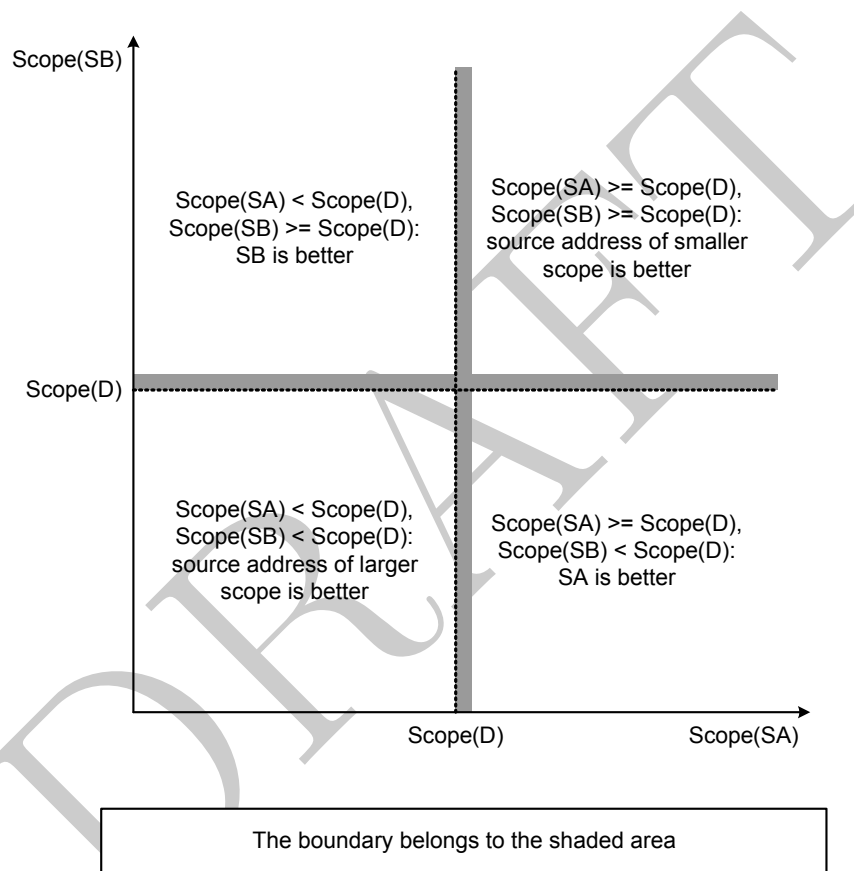 Scope(SB)
Scope(SA) < Scope(D),
Scope(SB) >= Scope(D):
SB is better
Scope(SA) >= Scope(D),
Scope(SB) >= Scope(D):
source address of smaller
scope is better
Scope(D)
Scope(SA) < Scope(D),
Scope(SB) < Scope(D):
source address of larger
scope is better
Scope(SA) >= Scope(D),
Scope(SB) < Scope(D):
SA is better
Scope(D)
Scope(SA)
The boundary belongs to the shaded area
DRAFT